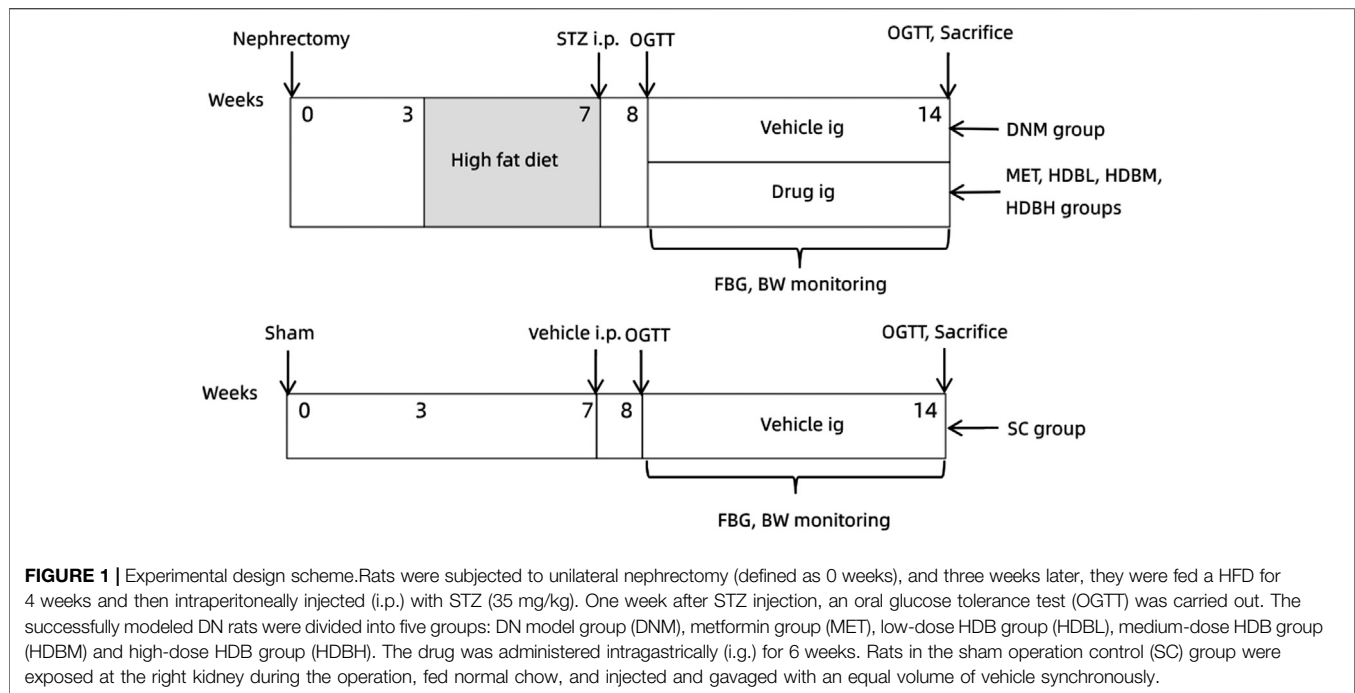 Nephrectomy STZ i.p. OGTT OGTT, Sacrifice
Weeks
0 3 7 8 Vehicle ig 14
DNM group
High fat diet
Drug ig
MET, HDBL, HDBM,
HDBH groups
FBG, BW monitoring
Sham vehicle i.p. OGTT OGTT, Sacrifice
Weeks
0 3 7 8 Vehicle ig 14
SC group
FBG, BW monitoring
FIGURE 1 | Experimental design scheme.Rats were subjected to unilateral nephrectomy (defined as 0 weeks), and three weeks later, they were fed a HFD for
4 weeks and then intraperitoneally injected (i.p.) with STZ (35 mg/kg). One week after STZ injection, an oral glucose tolerance test (OGTT) was carried out. The
successfully modeled DN rats were divided into five groups: DN model group (DNM), metformin group (MET), low-dose HDB group (HDBL), medium-dose HDB group
(HDBM) and high-dose HDB group (HDBH). The drug was administered intragastrically (i.g.) for 6 weeks. Rats in the sham operation control (SC) group were
exposed at the right kidney during the operation, fed normal chow, and injected and gavaged with an equal volume of vehicle synchronously.